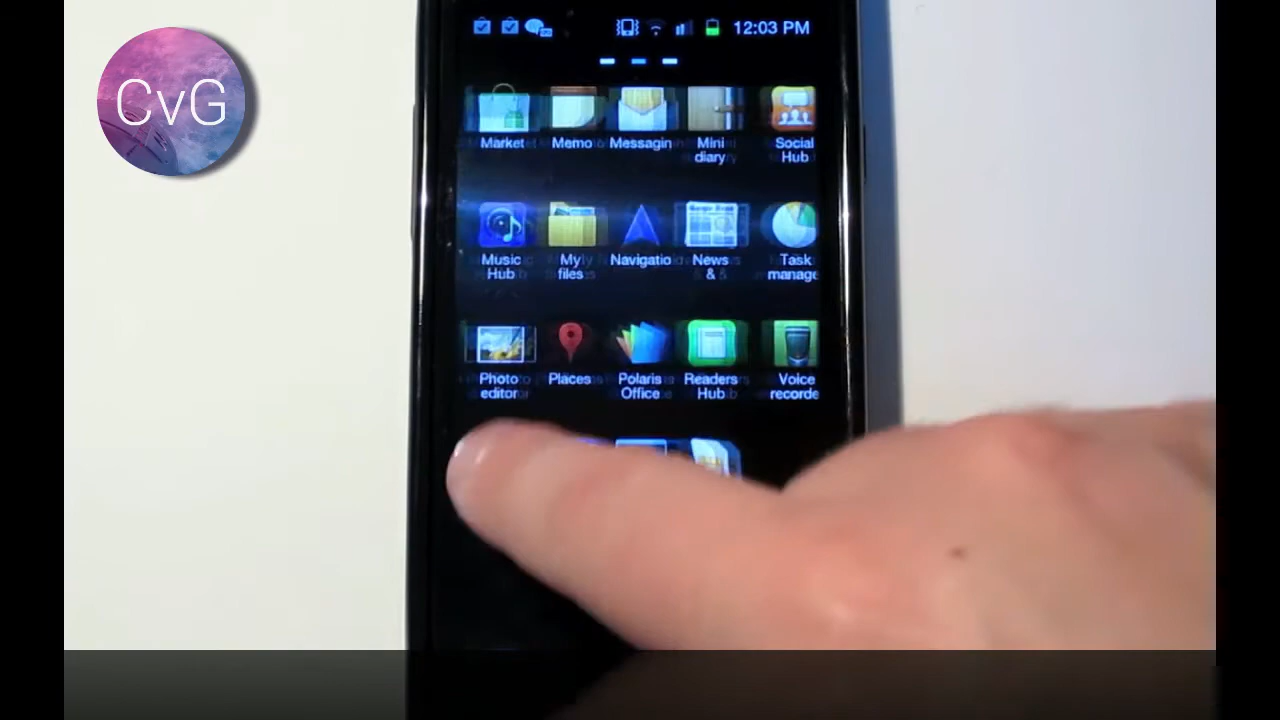 CvG
12:03 PM
Market Memo Messagin Mini diary Social Hub
Music Hub My files Navigatio News & Task manage
Photo editor Places Polaris Office Readers Hub Voice recorde